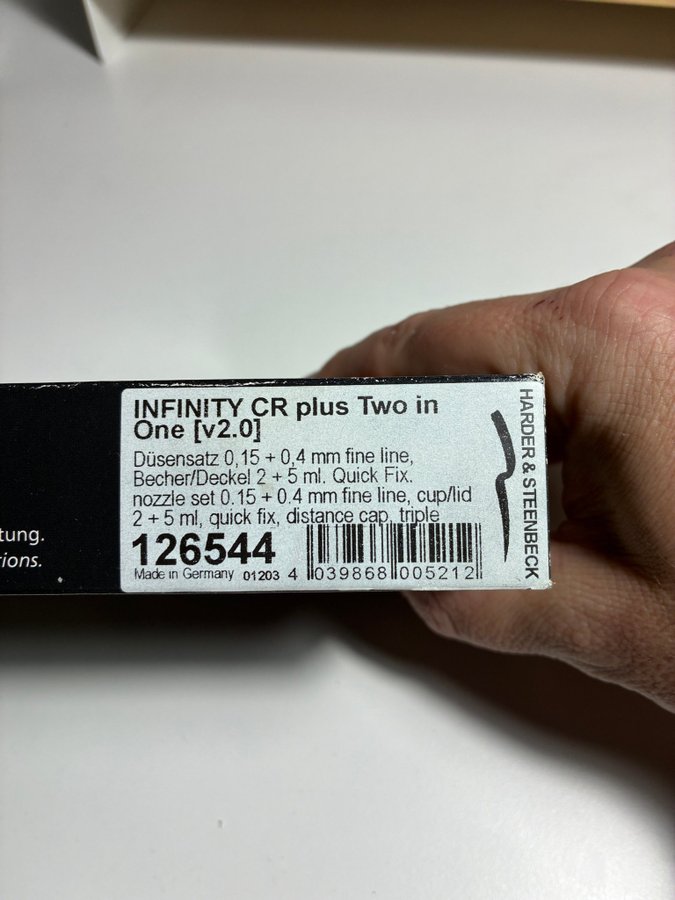 INFINITY CR plus Two in
One [v2.0]
Düsensatz 0,15 + 0,4 mm fine line,
Becher/Deckel 2 + 5 ml. Quick Fix.
nozzle set 0.15 + 0.4 mm fine line, cup/lid
2 + 5 ml, quick fix, distance cap, triple
126544
Made in Germany 01203 4 039868 005212
HARDER & STEENBECK
tung.
ions.